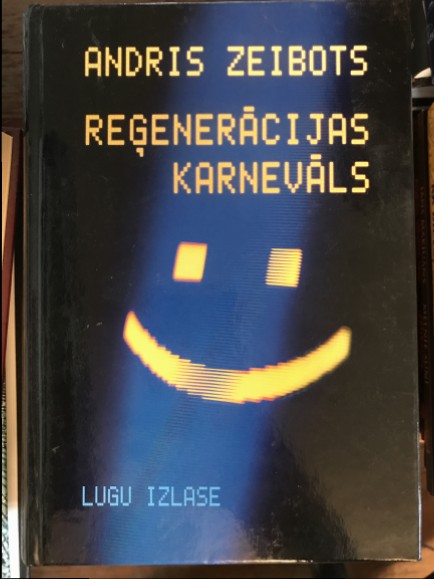 ANDRIS ZEIBOTS
REĢENERĀCIJAS
KARNEVĀLS
LUGU IZLASE